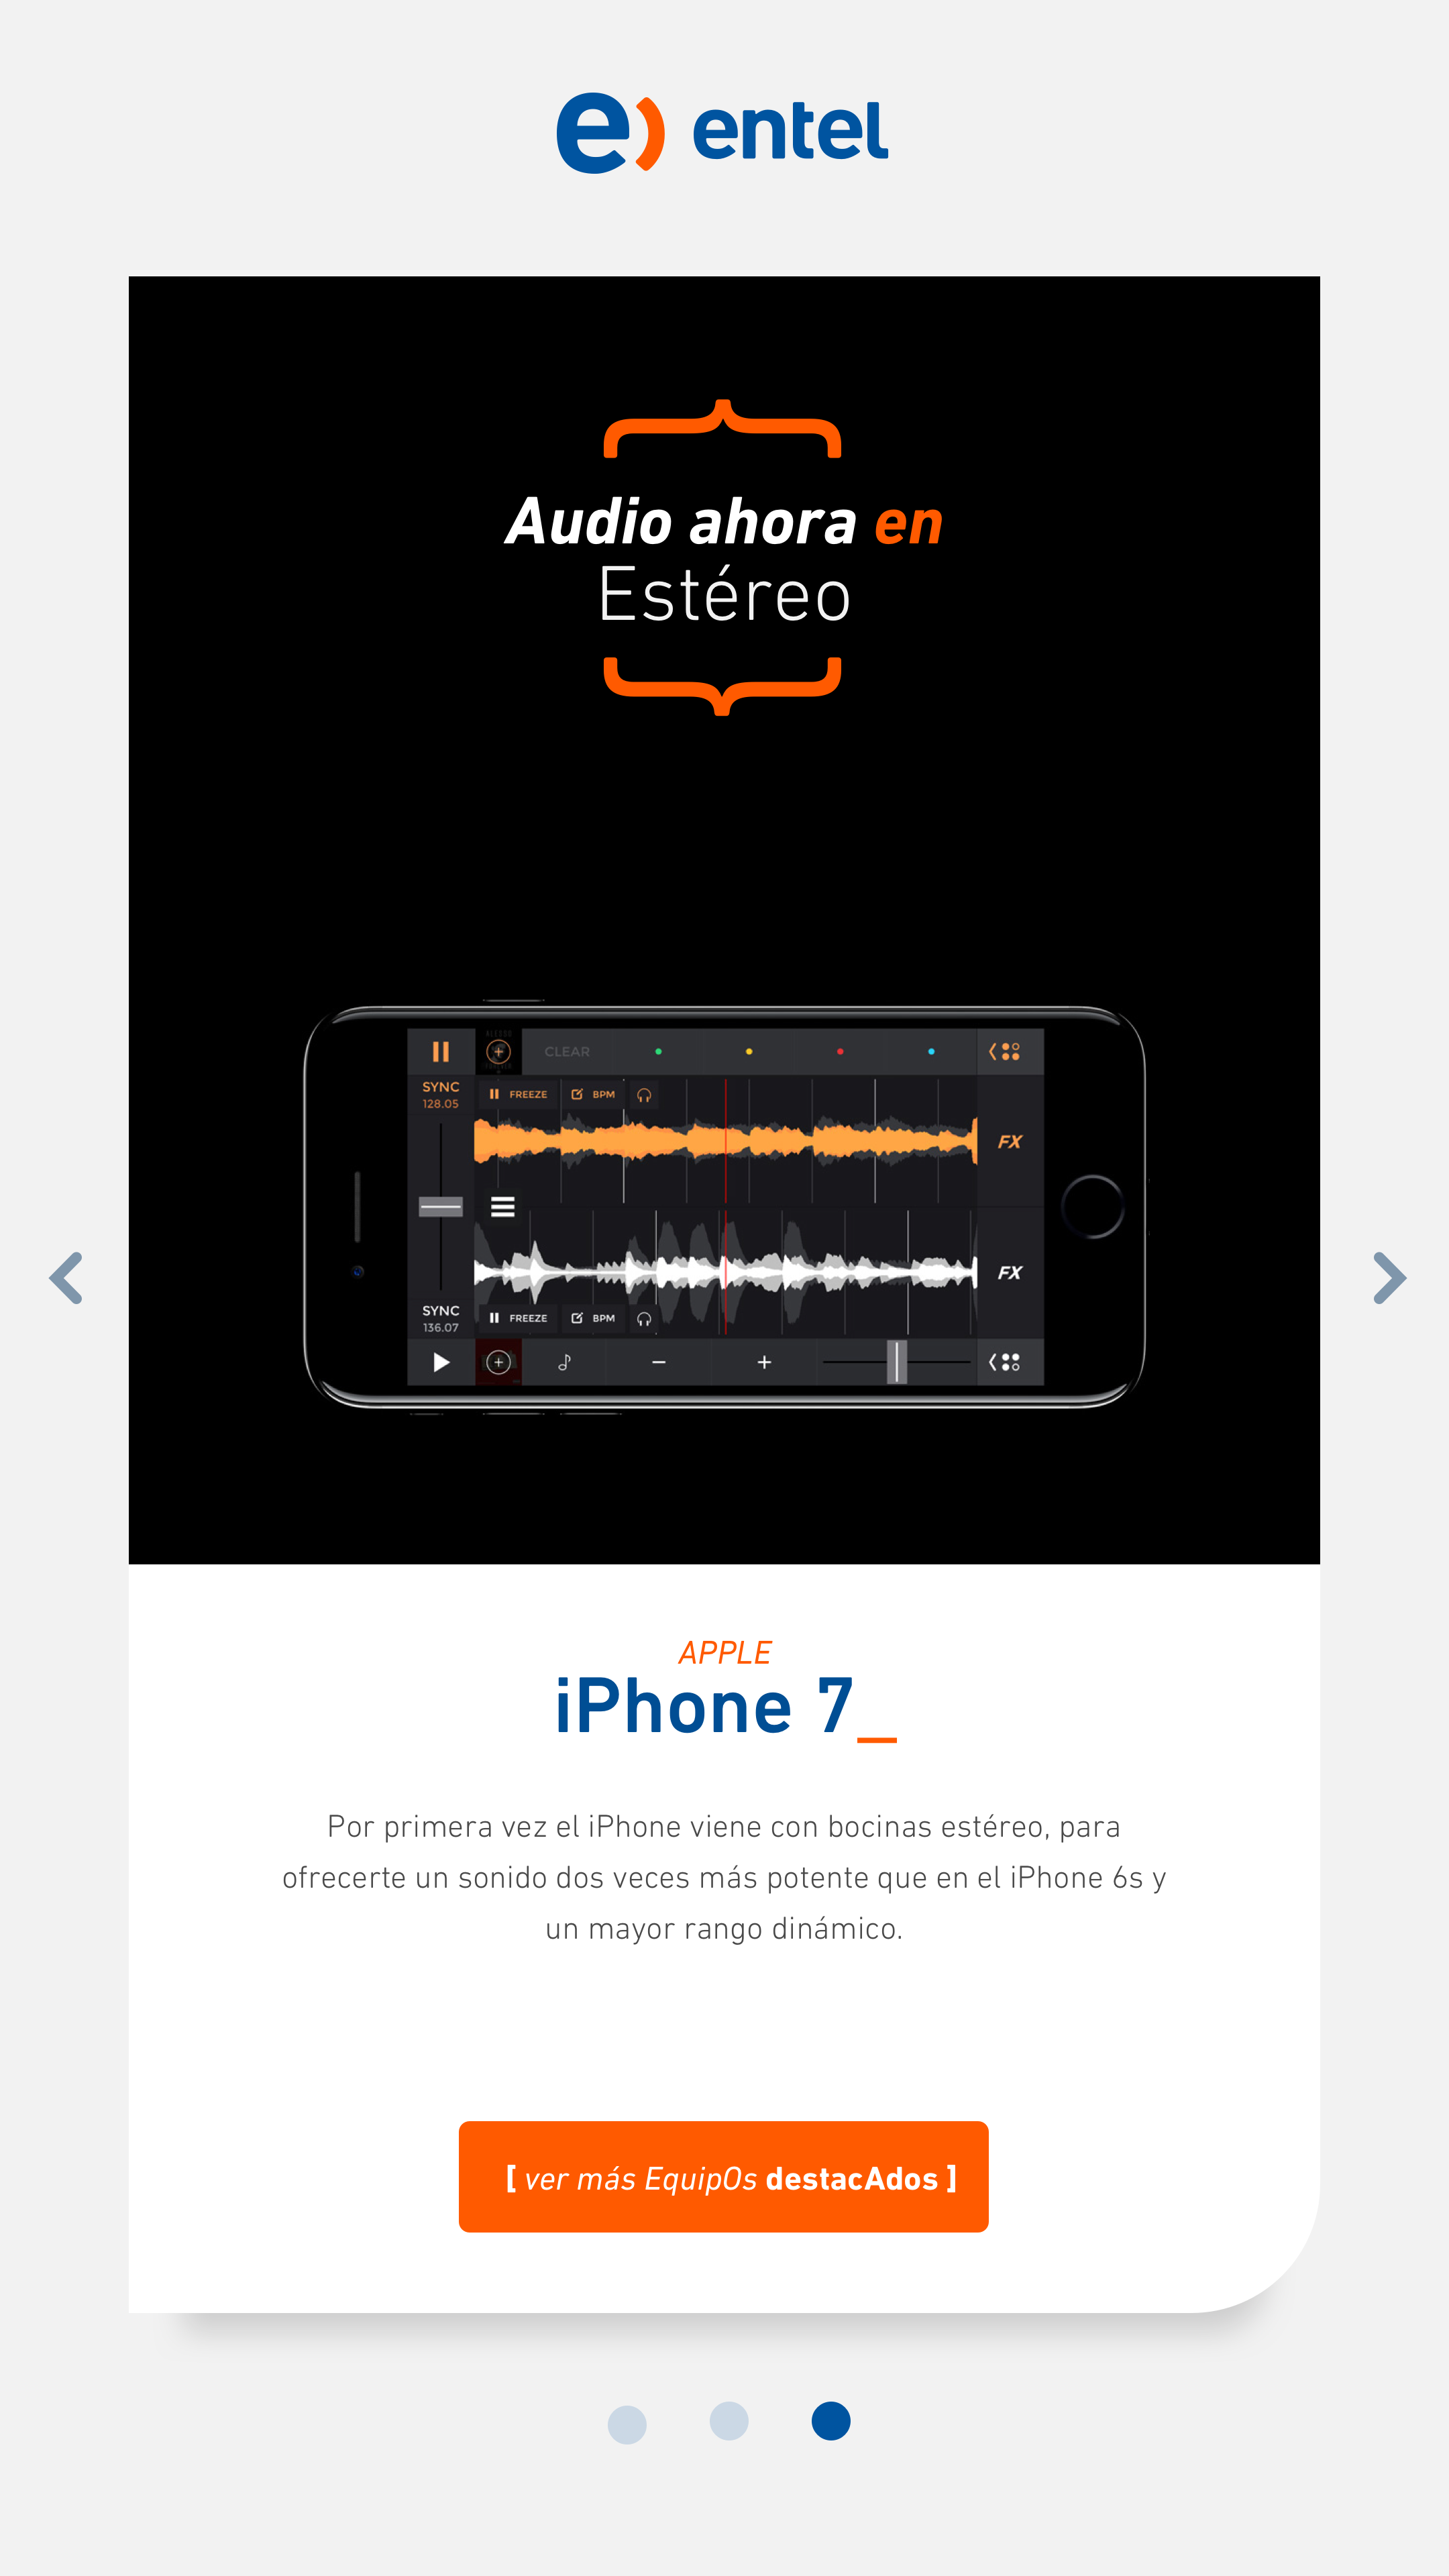 e) entel
Audio ahora en
Estéreo
CLEAR
SYNC
128.05
FREEZE
BPM
FX
FX
SYNC
136.07
FREEZE
BPM
APPLE
iPhone 7_
Por primera vez el iPhone viene con bocinas estéreo, para
ofrecerte un sonido dos veces más potente que en el iPhone 6s y
un mayor rango dinámico.
[ ver más EquipOs destacAdos ]